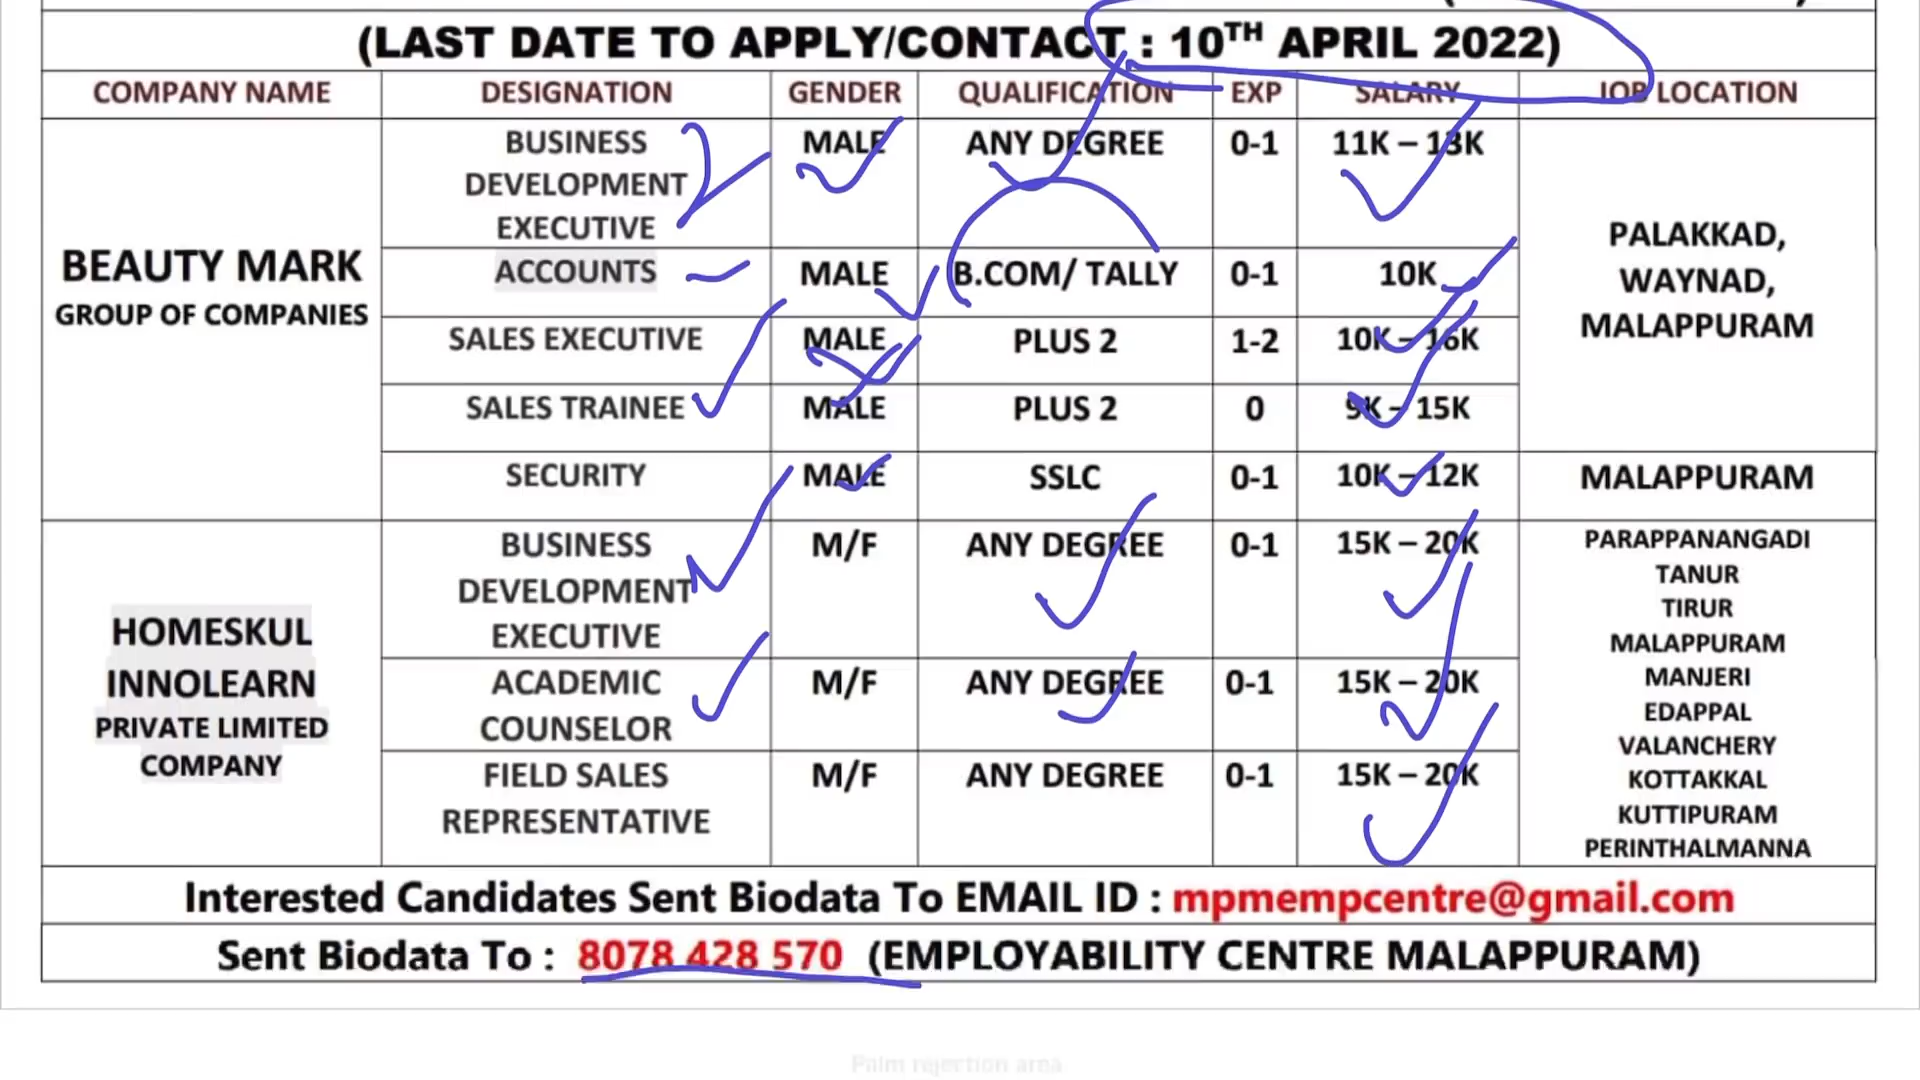 (LAST DATE TO APPLY/CONTACT : 10TH APRIL 2022)
COMPANY NAME DESIGNATION GENDER QUALIFICATION EXP SALARY JOB LOCATION
BEAUTY MARK
GROUP OF COMPANIES
BUSINESS
DEVELOPMENT
EXECUTIVE
MALE ANY DEGREE 0-1 11K – 13K
ACCOUNTS MALE B.COM/ TALLY 0-1 10K
SALES EXECUTIVE MALE PLUS 2 1-2 10K – 16K
SALES TRAINEE MALE PLUS 2 0 9K – 15K
PALAKKAD,
WAYNAD,
MALAPPURAM
SECURITY MALE SSLC 0-1 10K – 12K MALAPPURAM
HOMESKUL
INNOLEARN
PRIVATE LIMITED
COMPANY
BUSINESS
DEVELOPMENT
EXECUTIVE
M/F ANY DEGREE 0-1 15K – 20K
ACADEMIC
COUNSELOR
M/F ANY DEGREE 0-1 15K – 20K
FIELD SALES
REPRESENTATIVE
M/F ANY DEGREE 0-1 15K – 20K
PARAPPANANGADI
TANUR
TIRUR
MALAPPURAM
MANJERI
EDAPPAL
VALANCHERY
KOTTAKKAL
KUTTIPURAM
PERINTHALMANNA
Interested Candidates Sent Biodata To EMAIL ID : mpmempcentre@gmail.com
Sent Biodata To : 8078 428 570 (EMPLOYABILITY CENTRE MALAPPURAM)
Palm rejection area